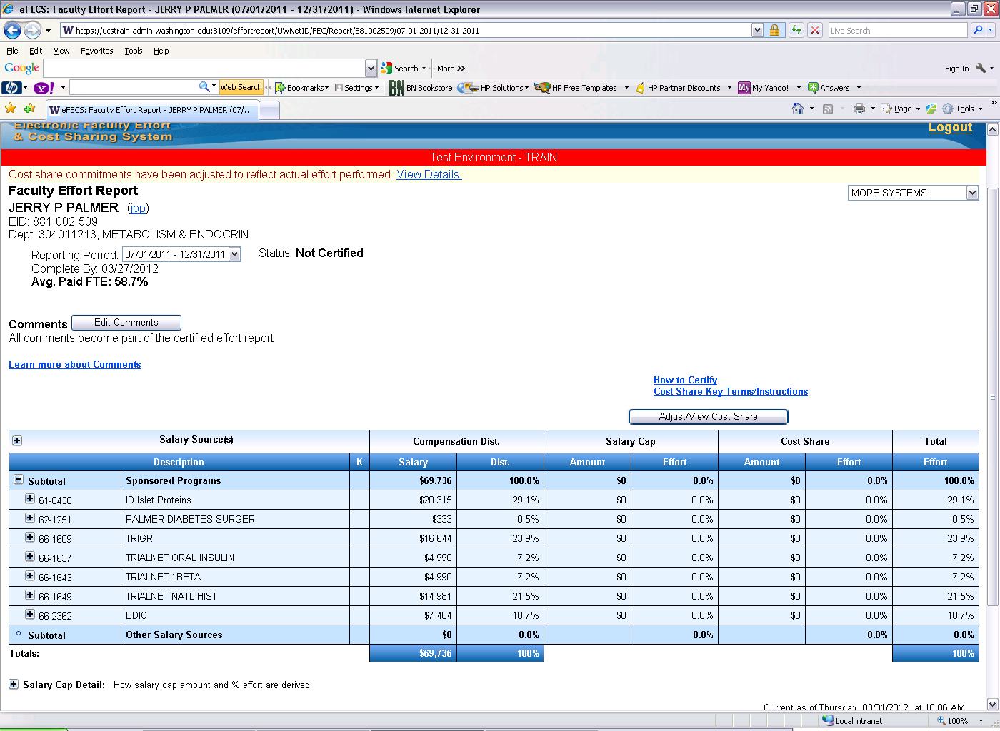 eFECS: Faculty Effort Report - JERRY P PALMER (07/01/2011 - 12/31/2011) - Windows Internet Explorer
https://ucstrain.admin.washington.edu:8109/effortreport/UWNetID/FEC/Report/881002509/07-01-2011/12-31-2011
Live Search
File Edit View Favorites Tools Help
Google Search More >> Sign In
hp Y! Web Search Bookmarks Settings BN BN Bookstore HP Solutions HP Free Templates HP Partner Discounts My My Yahoo! Answers
W eFECS: Faculty Effort Report - JERRY P PALMER (07/... Page Tools
Electronic Faculty Effort
& Cost Sharing System
Logout
Test Environment - TRAIN
Cost share commitments have been adjusted to reflect actual effort performed. View Details.
Faculty Effort Report
MORE SYSTEMS
JERRY P PALMER (jpp)
EID: 881-002-509
Dept: 304011213, METABOLISM & ENDOCRIN
Reporting Period: 07/01/2011 - 12/31/2011 Status: Not Certified
Complete By: 03/27/2012
Avg. Paid FTE: 58.7%
Comments Edit Comments
All comments become part of the certified effort report
Learn more about Comments
How to Certify
Cost Share Key Terms/Instructions
Adjust/View Cost Share
Salary Source(s) Compensation Dist. Salary Cap Cost Share Total
Description K Salary Dist. Amount Effort Amount Effort Effort
Subtotal Sponsored Programs $69,736 100.0% $0 0.0% $0 0.0% 100.0%
61-8438 ID Islet Proteins $20,315 29.1% $0 0.0% $0 0.0% 29.1%
62-1251 PALMER DIABETES SURGER $333 0.5% $0 0.0% $0 0.0% 0.5%
66-1609 TRIGR $16,644 23.9% $0 0.0% $0 0.0% 23.9%
66-1637 TRIALNET ORAL INSULIN $4,990 7.2% $0 0.0% $0 0.0% 7.2%
66-1643 TRIALNET 1BETA $4,990 7.2% $0 0.0% $0 0.0% 7.2%
66-1649 TRIALNET NATL HIST $14,981 21.5% $0 0.0% $0 0.0% 21.5%
66-2362 EDIC $7,484 10.7% $0 0.0% $0 0.0% 10.7%
Subtotal Other Salary Sources $0 0.0% 0.0% 0.0% 0.0%
Totals: $69,736 100% 100%
Salary Cap Detail: How salary cap amount and % effort are derived
Current as of Thursday, 03/01/2012, at 10:06 AM
Local intranet 100%